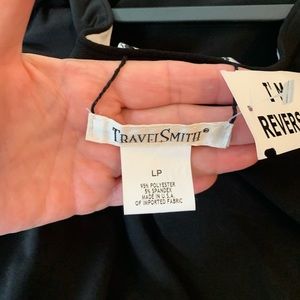 TRAVELSMITH®
LP
95% POLYESTER
5% SPANDEX
MADE IN U.S.A.
OF IMPORTED FABRIC
I'M
REVERS